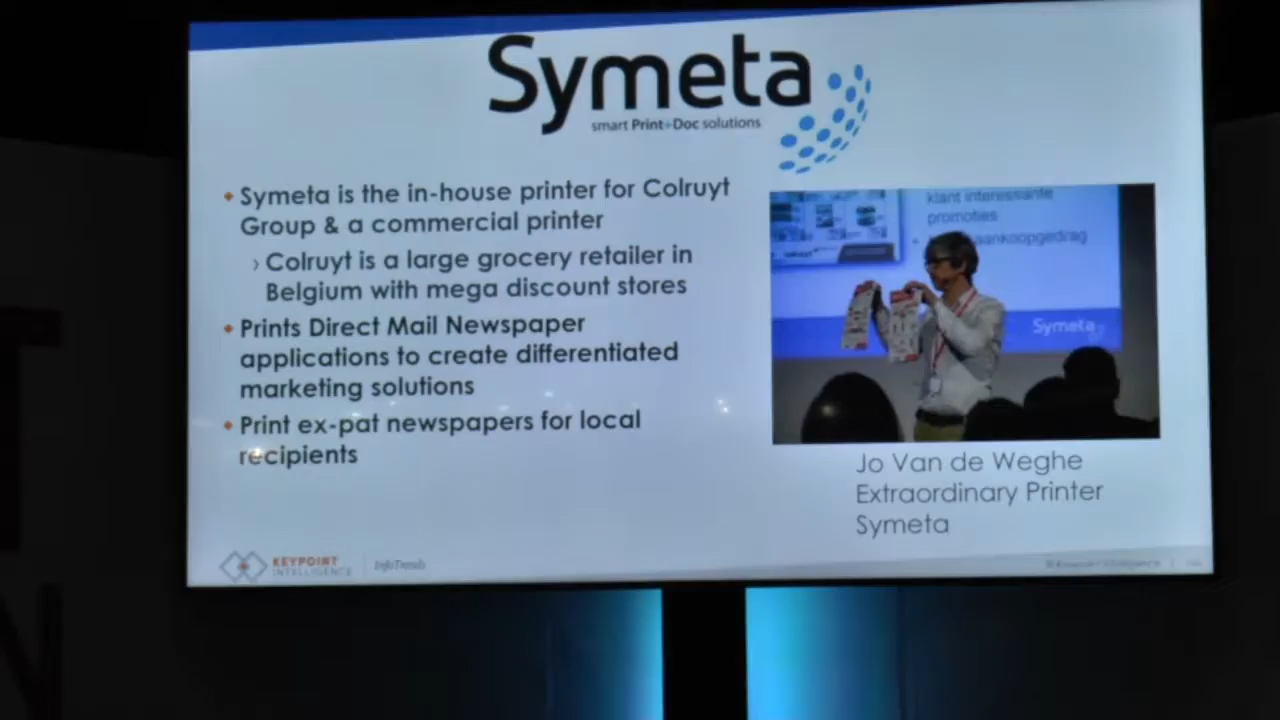 Symeta
smart Print+Doc solutions
• Symeta is the in-house printer for Colruyt
Group & a commercial printer
› Colruyt is a large grocery retailer in
Belgium with mega discount stores
• Prints Direct Mail Newspaper
applications to create differentiated
marketing solutions
• Print ex-pat newspapers for local
recipients
klant interessante
promoties
aankoopgedrag
Symeta
Jo Van de Weghe
Extraordinary Printer
Symeta
KEYPOINT
INTELLIGENCE
InfoTrends